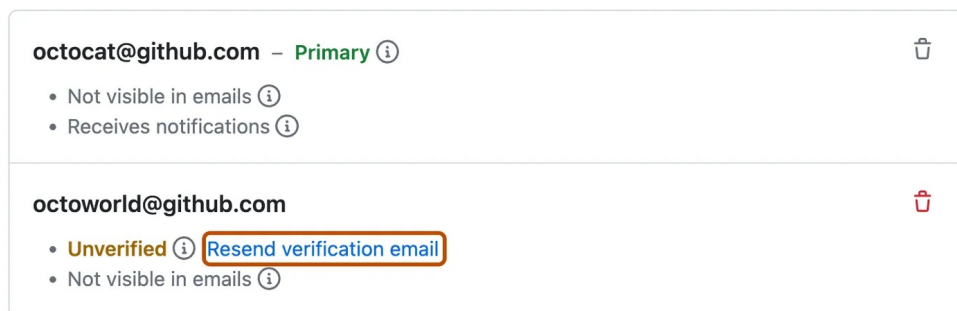 octocat@github.com – Primary
Not visible in emails
Receives notifications
octoworld@github.com
Unverified Resend verification email
Not visible in emails